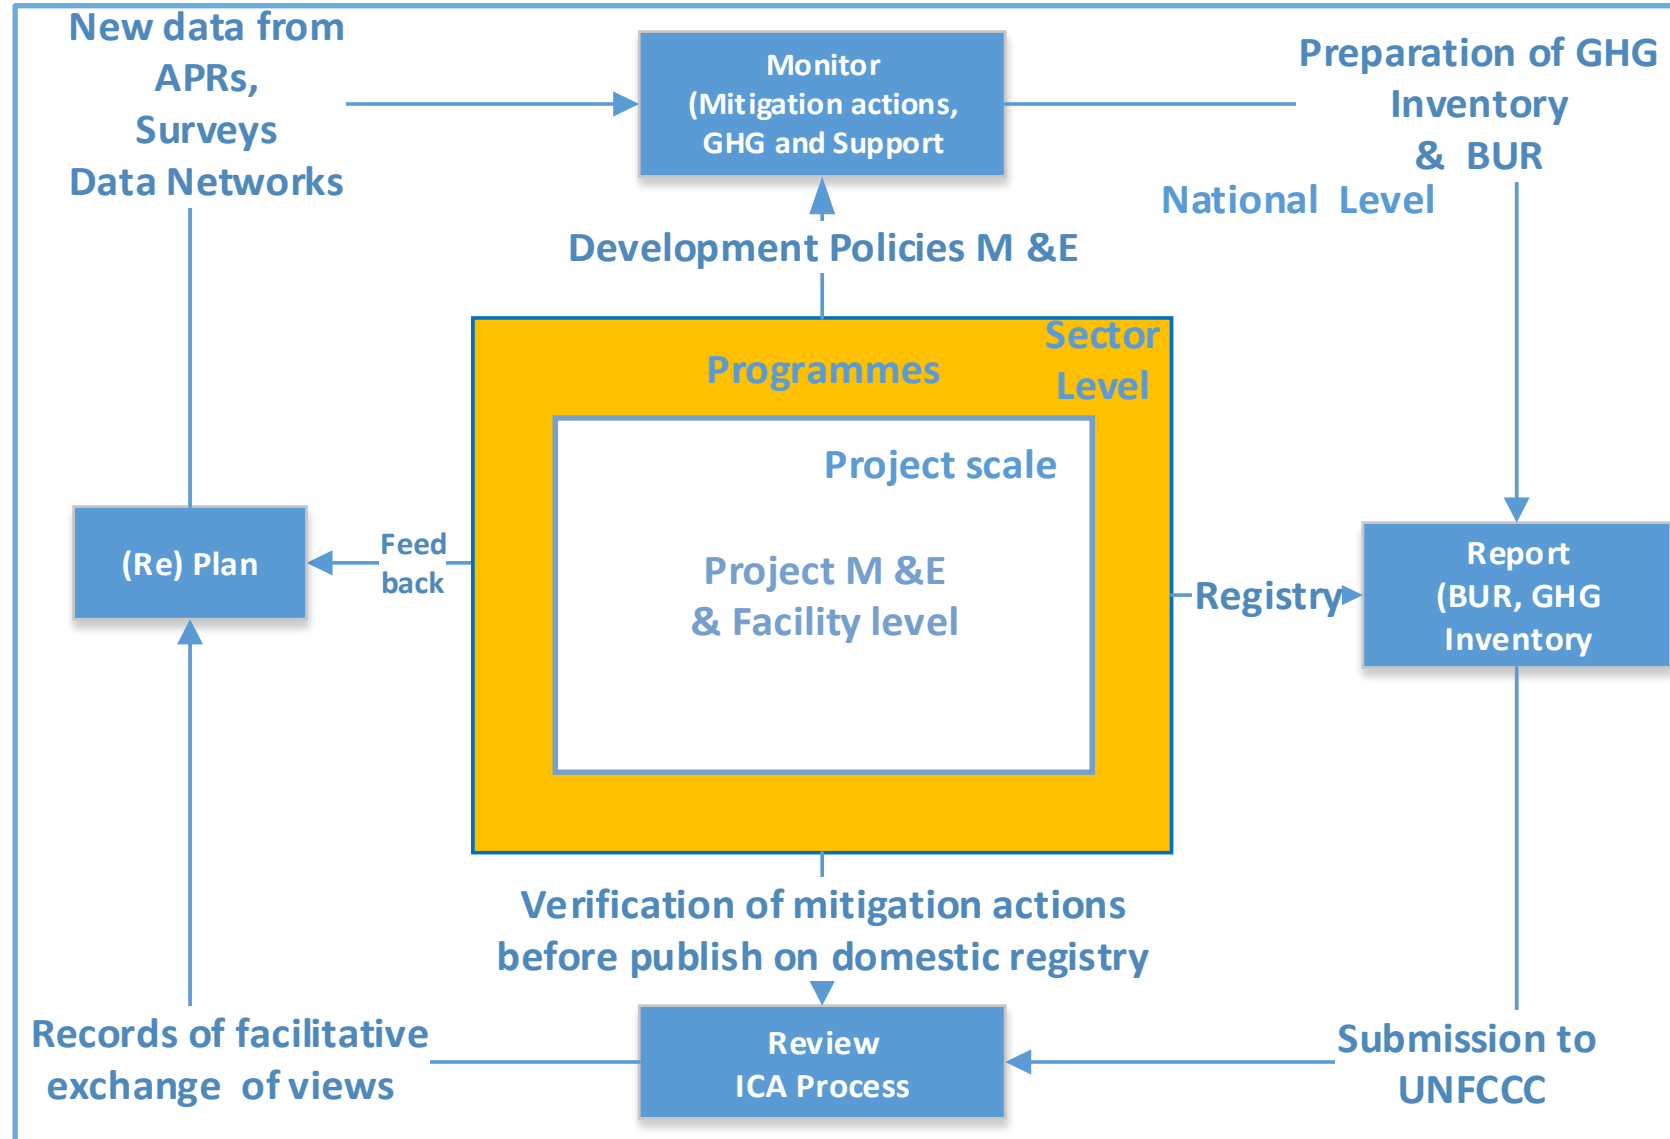 New data from
APRs,
Surveys
Data Networks
Monitor
(Mitigation actions,
GHG and Support
Preparation of GHG
Inventory
& BUR
National Level
Development Policies M &E
Sector
Level
Programmes
Project scale
Project M &E
& Facility level
(Re) Plan
Feed
back
Registry
Report
(BUR, GHG
Inventory
Verification of mitigation actions
before publish on domestic registry
Records of facilitative
exchange of views
Review
ICA Process
Submission to
UNFCCC